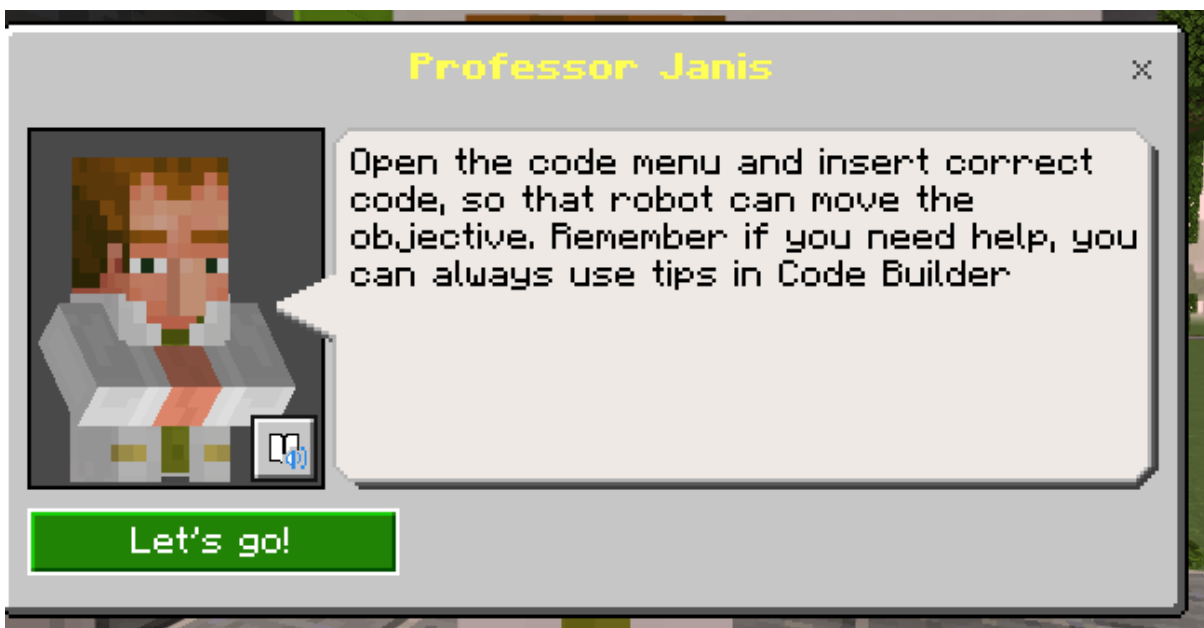 Professor Janis
Open the code menu and insert correct
code, so that robot can move the
objective. Remember if you need help, you
can always use tips in Code Builder
Let's go!